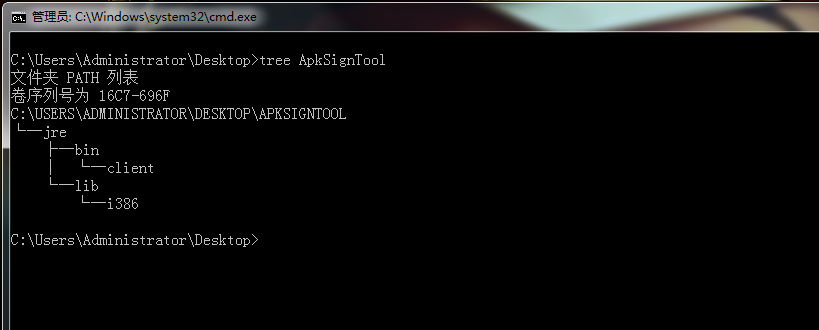 管理员: C:\Windows\system32\cmd.exe
C:\Users\Administrator\Desktop>tree ApkSignTool
文件夹 PATH 列表
卷序列号为 16C7-696F
C:\USERS\ADMINISTRATOR\DESKTOP\APKSIGNTOOL
└─jre
    ├─bin
    │  └─client
    └─lib
        └─i386
C:\Users\Administrator\Desktop>